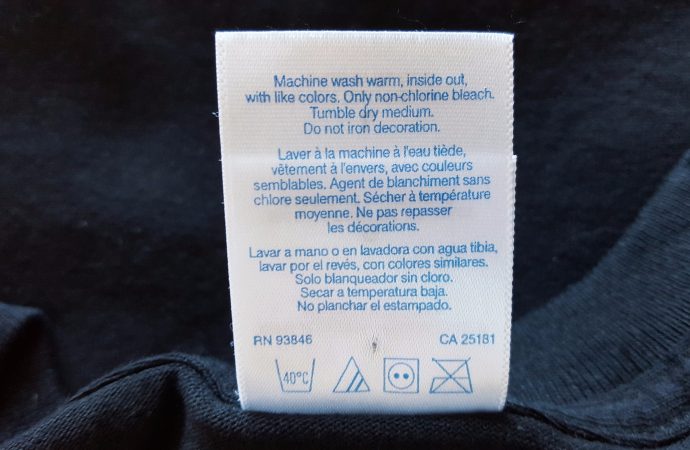 Machine wash warm, inside out,
with like colors. Only non-chlorine bleach.
Tumble dry medium.
Do not iron decoration.
Laver à la machine à l'eau tiède,
vêtement à l'envers, avec couleurs
semblables. Agent de blanchiment sans
chlore seulement. Sécher à température
moyenne. Ne pas repasser
les décorations.
Lavar a mano o en lavadora con agua tibia,
lavar por el revés, con colores similares.
Solo blanqueador sin cloro.
Secar a temperatura baja.
No planchar el estampado.
RN 93846 CA 25181
40°C